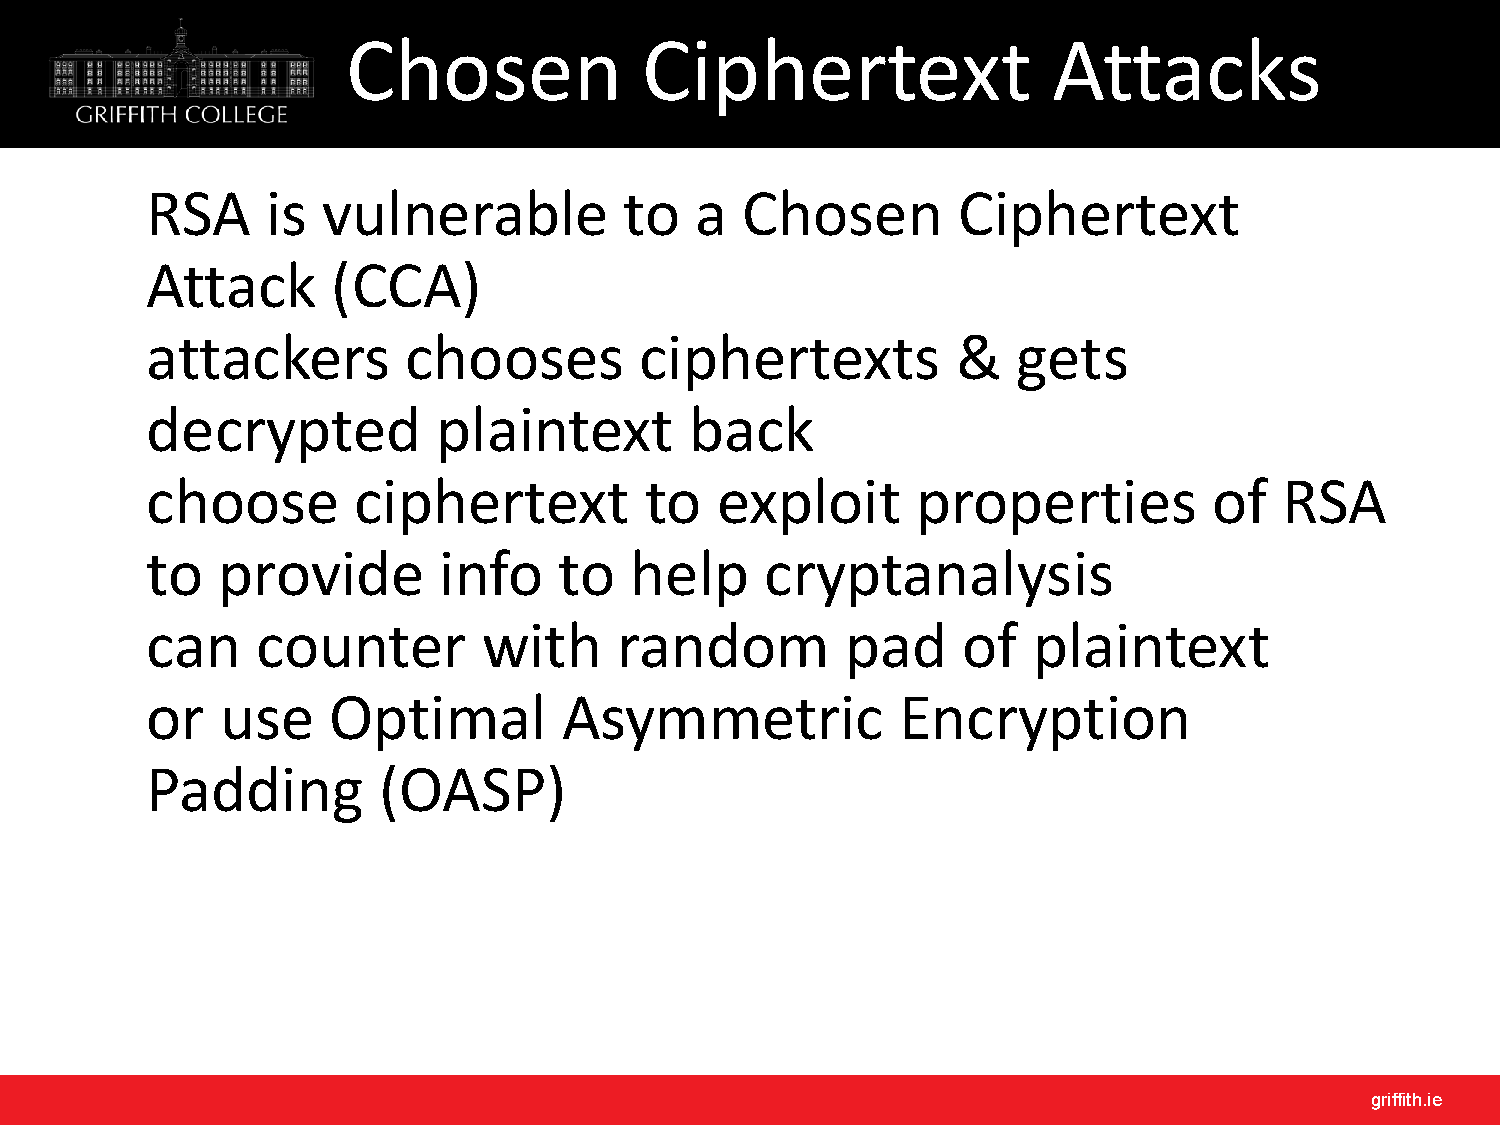 Chosen Ciphertext Attacks
GRIFFITH COLLEGE
RSA is vulnerable to a Chosen Ciphertext
Attack (CCA)
attackers chooses ciphertexts & gets
decrypted plaintext back
choose ciphertext to exploit properties of RSA
to provide info to help cryptanalysis
can counter with random pad of plaintext
or use Optimal Asymmetric Encryption
Padding (OASP)
griffith.ie